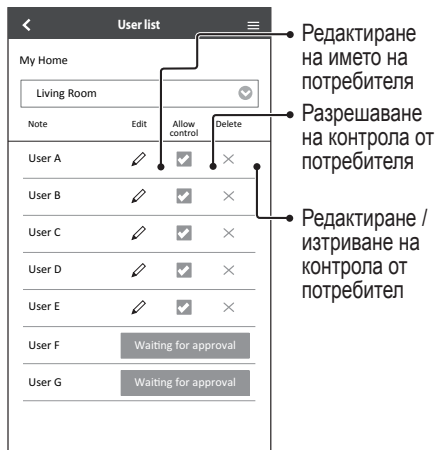 User list
My Home
Living Room
Note Edit Allow control Delete
User A
User B
User C
User D
User E
User F Waiting for approval
User G Waiting for approval
Редактиране
на името на
потребителя
Разрешаване
на контрола от
потребителя
Редактиране /
изтриване на
контрола от
потребител